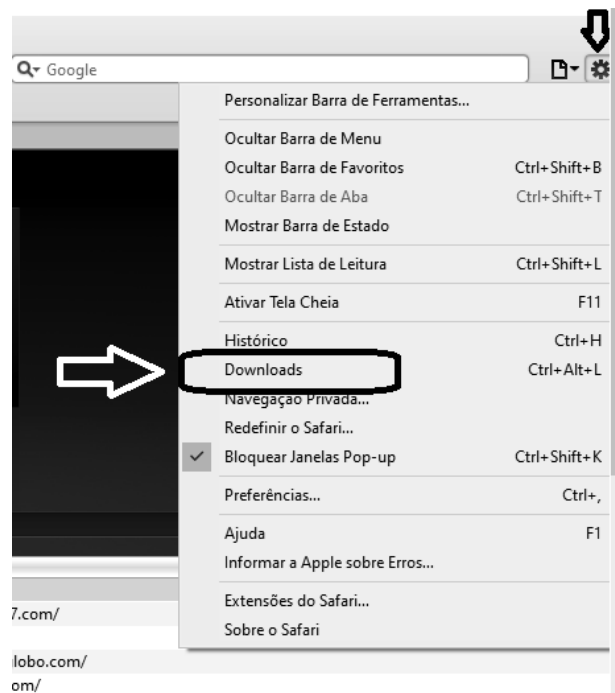 Google
Personalizar Barra de Ferramentas...
Ocultar Barra de Menu
Ocultar Barra de Favoritos Ctrl+Shift+B
Ocultar Barra de Aba Ctrl+Shift+T
Mostrar Barra de Estado
Mostrar Lista de Leitura Ctrl+Shift+L
Ativar Tela Cheia F11
Histórico Ctrl+H
Downloads Ctrl+Alt+L
Navegação Privada...
Redefinir o Safari...
Bloquear Janelas Pop-up Ctrl+Shift+K
Preferências... Ctrl+,
Ajuda F1
Informar a Apple sobre Erros...
Extensões do Safari...
Sobre o Safari
7.com/
lobo.com/
om/